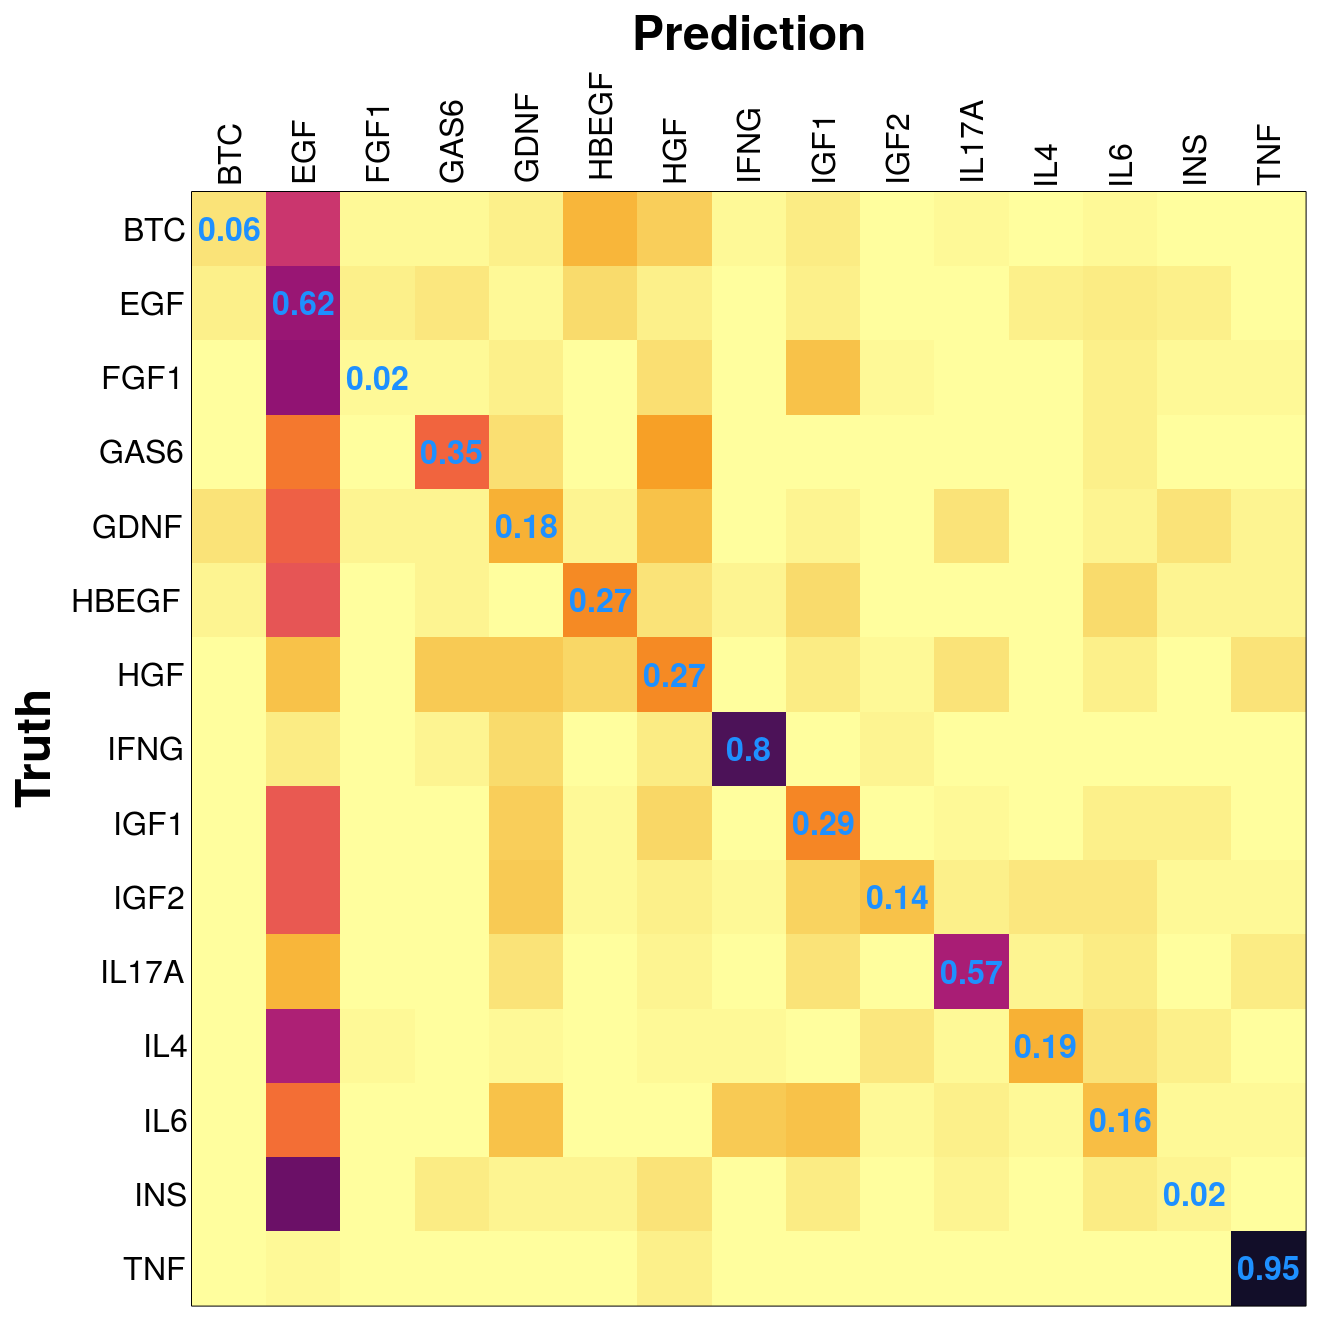 Prediction
BTC EGF FGF1 GAS6 GDNF HBEGF HGF IFNG IGF1 IGF2 IL17A IL4 IL6 INS TNF
Truth
BTC 0.06
EGF 0.62
FGF1 0.02
GAS6 0.35
GDNF 0.18
HBEGF 0.27
HGF 0.27
IFNG 0.8
IGF1 0.29
IGF2 0.14
IL17A 0.57
IL4 0.19
IL6 0.16
INS 0.02
TNF 0.95